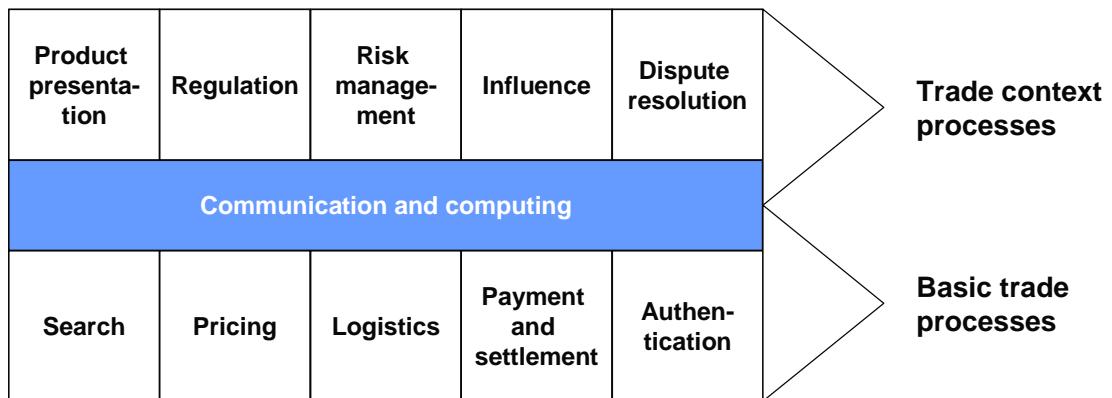 Product
presenta-
tion
Regulation
Risk
manage-
ment
Influence
Dispute
resolution
Trade context
processes
Communication and computing
Search
Pricing
Logistics
Payment
and
settlement
Authen-
tication
Basic trade
processes